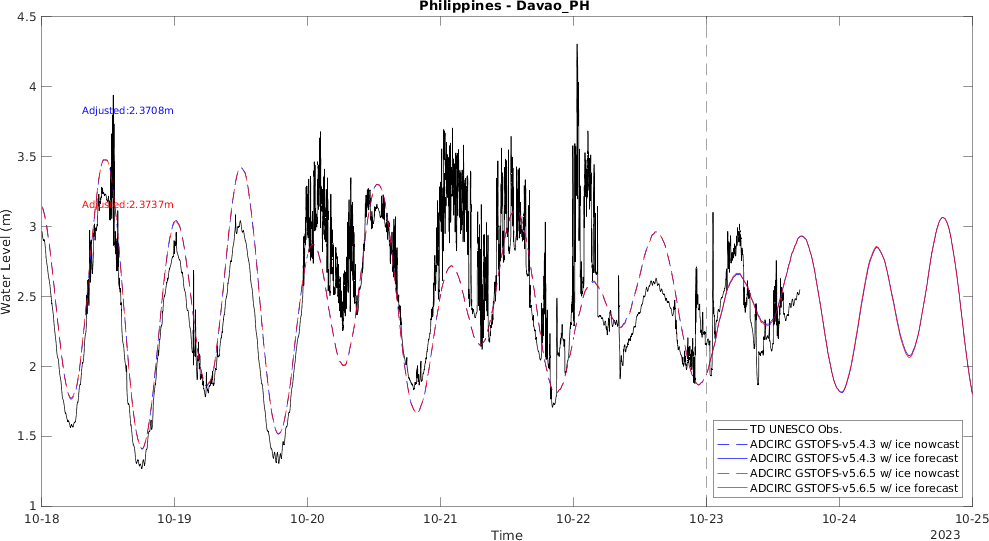 Philippines - Davao_PH
4.5
4
3.5
3
2.5
2
1.5
1
Water Level (m)
Adjusted:2.3708m
Adjusted:2.3737m
TD UNESCO Obs.
ADCIRC GSTOFS-v5.4.3 w/ ice nowcast
ADCIRC GSTOFS-v5.4.3 w/ ice forecast
ADCIRC GSTOFS-v5.6.5 w/ ice nowcast
ADCIRC GSTOFS-v5.6.5 w/ ice forecast
10-18 10-19 10-20 10-21 10-22 10-23 10-24 10-25
Time
2023